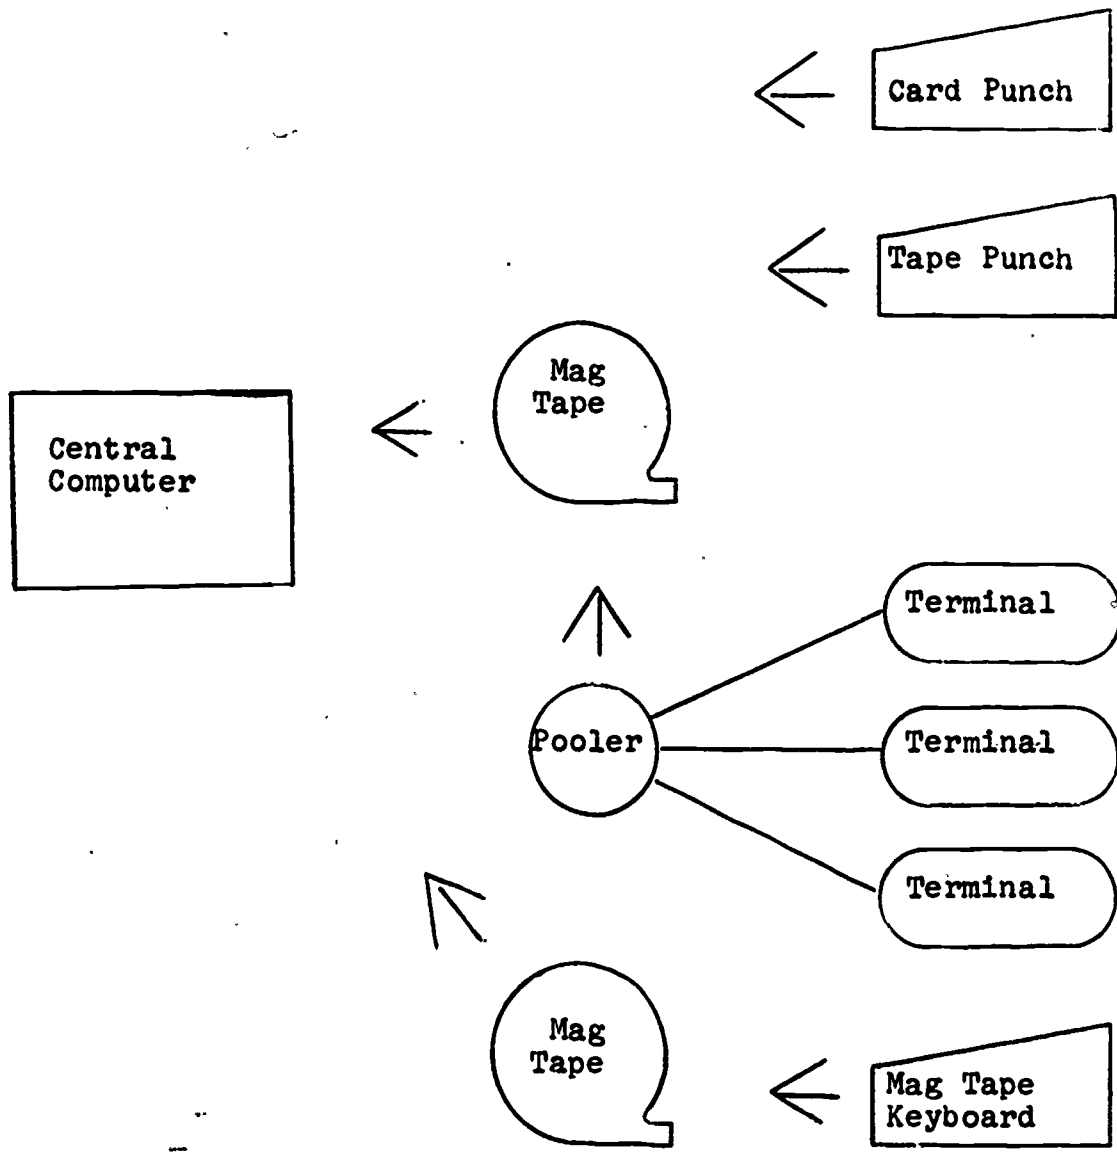 Card Punch
Tape Punch
Mag
Tape
Central
Computer
Terminal
Pooler
Terminal
Terminal
Mag
Tape
Mag Tape
Keyboard